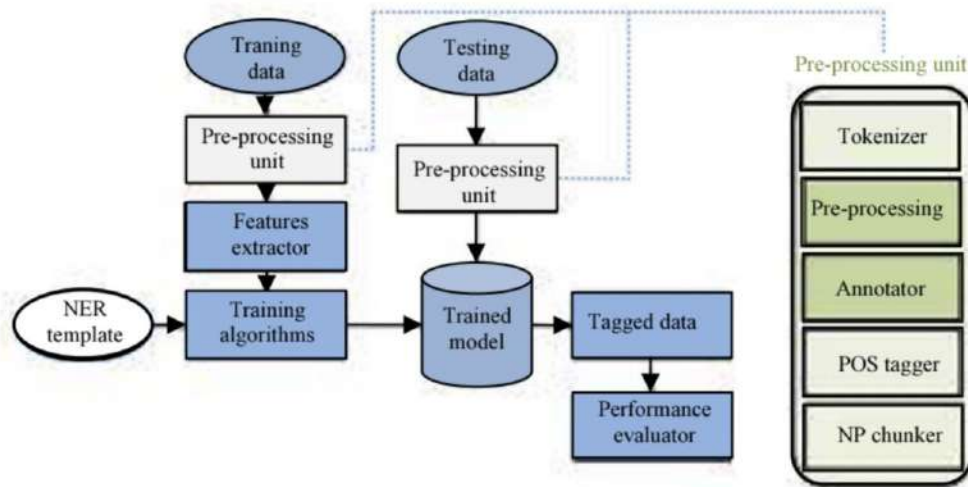 Traning
data
Testing
data
Pre-processing
unit
Pre-processing
unit
Features
extractor
NER
template
Training
algorithms
Trained
model
Tagged data
Performance
evaluator
Pre-processing unit
Tokenizer
Pre-processing
Annotator
POS tagger
NP chunker